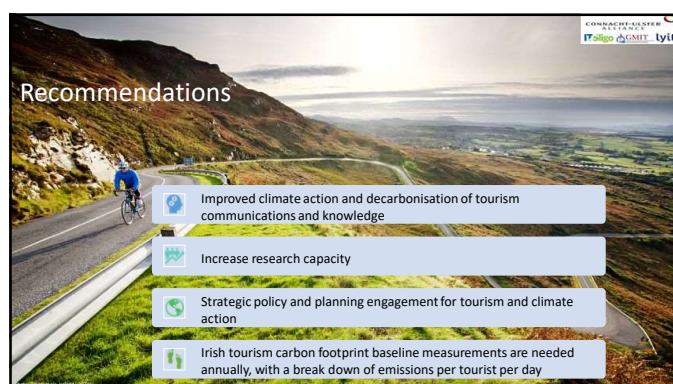 CONNACHT-ULSTER
ALLIANCE
IT Sligo GMIT lyit
Recommendations
Improved climate action and decarbonisation of tourism
communications and knowledge
Increase research capacity
Strategic policy and planning engagement for tourism and climate
action
Irish tourism carbon footprint baseline measurements are needed
annually, with a break down of emissions per tourist per day